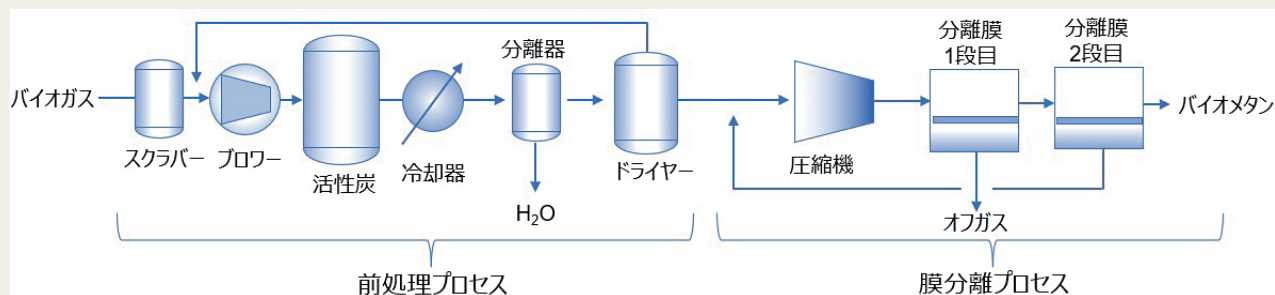 分離膜
1段目
分離膜
2段目
分離器
バイオガス
バイオメタン
スクラバー
ブロワー
活性炭
冷却器
ドライヤー
圧縮機
H₂O
オフガス
前処理プロセス
膜分離プロセス